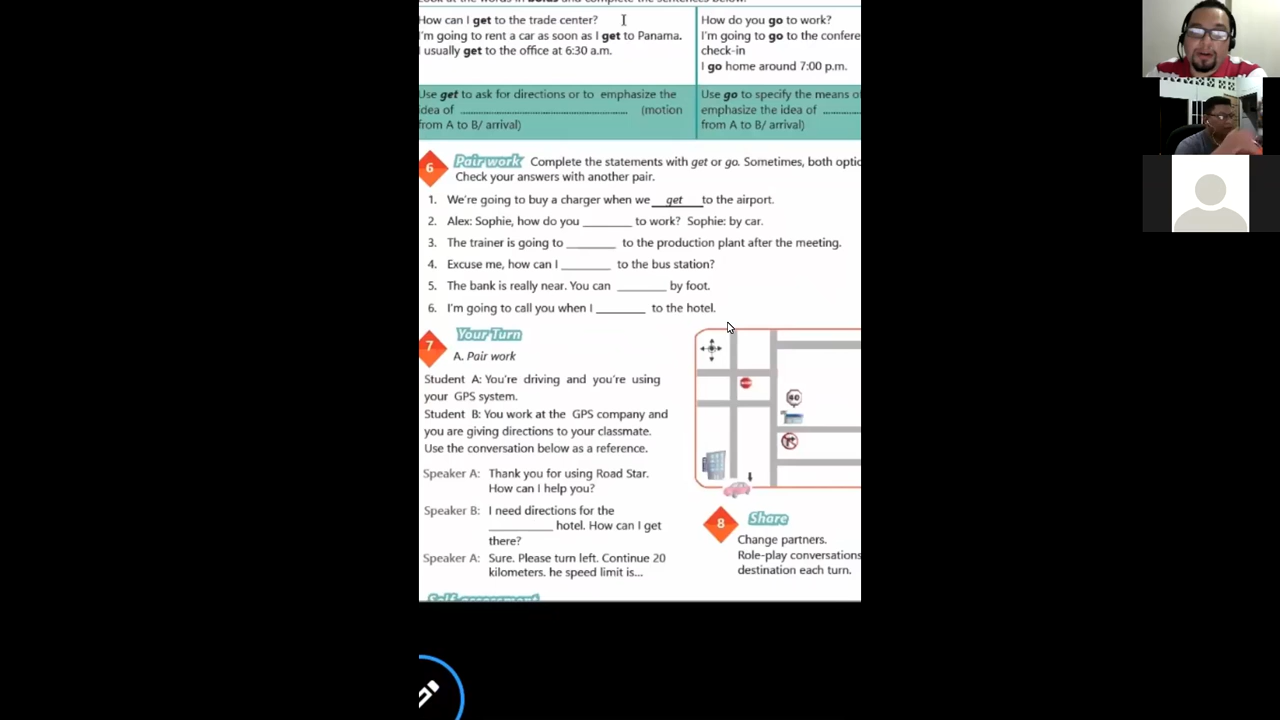 How can I get to the trade center?
I'm going to rent a car as soon as I get to Panama.
I usually get to the office at 6:30 a.m.
How do you go to work?
I'm going to go to the confere
check-in
I go home around 7:00 p.m.
Use get to ask for directions or to emphasize the
idea of ................................................ (motion
from A to B/ arrival)
Use go to specify the means of
emphasize the idea of ..........
from A to B/ arrival)
6 Pair work Complete the statements with get or go. Sometimes, both optio
Check your answers with another pair.
1. We're going to buy a charger when we __get__ to the airport.
2. Alex: Sophie, how do you _______ to work? Sophie: by car.
3. The trainer is going to _______ to the production plant after the meeting.
4. Excuse me, how can I _______ to the bus station?
5. The bank is really near. You can _______ by foot.
6. I'm going to call you when I _______ to the hotel.
7 Your Turn
A. Pair work
Student A: You're driving and you're using
your GPS system.
Student B: You work at the GPS company and
you are giving directions to your classmate.
Use the conversation below as a reference.
Speaker A: Thank you for using Road Star.
How can I help you?
Speaker B: I need directions for the
_________ hotel. How can I get
there?
Speaker A: Sure. Please turn left. Continue 20
kilometers. he speed limit is...
40
8 Share
Change partners.
Role-play conversations
destination each turn.
Self-assessment